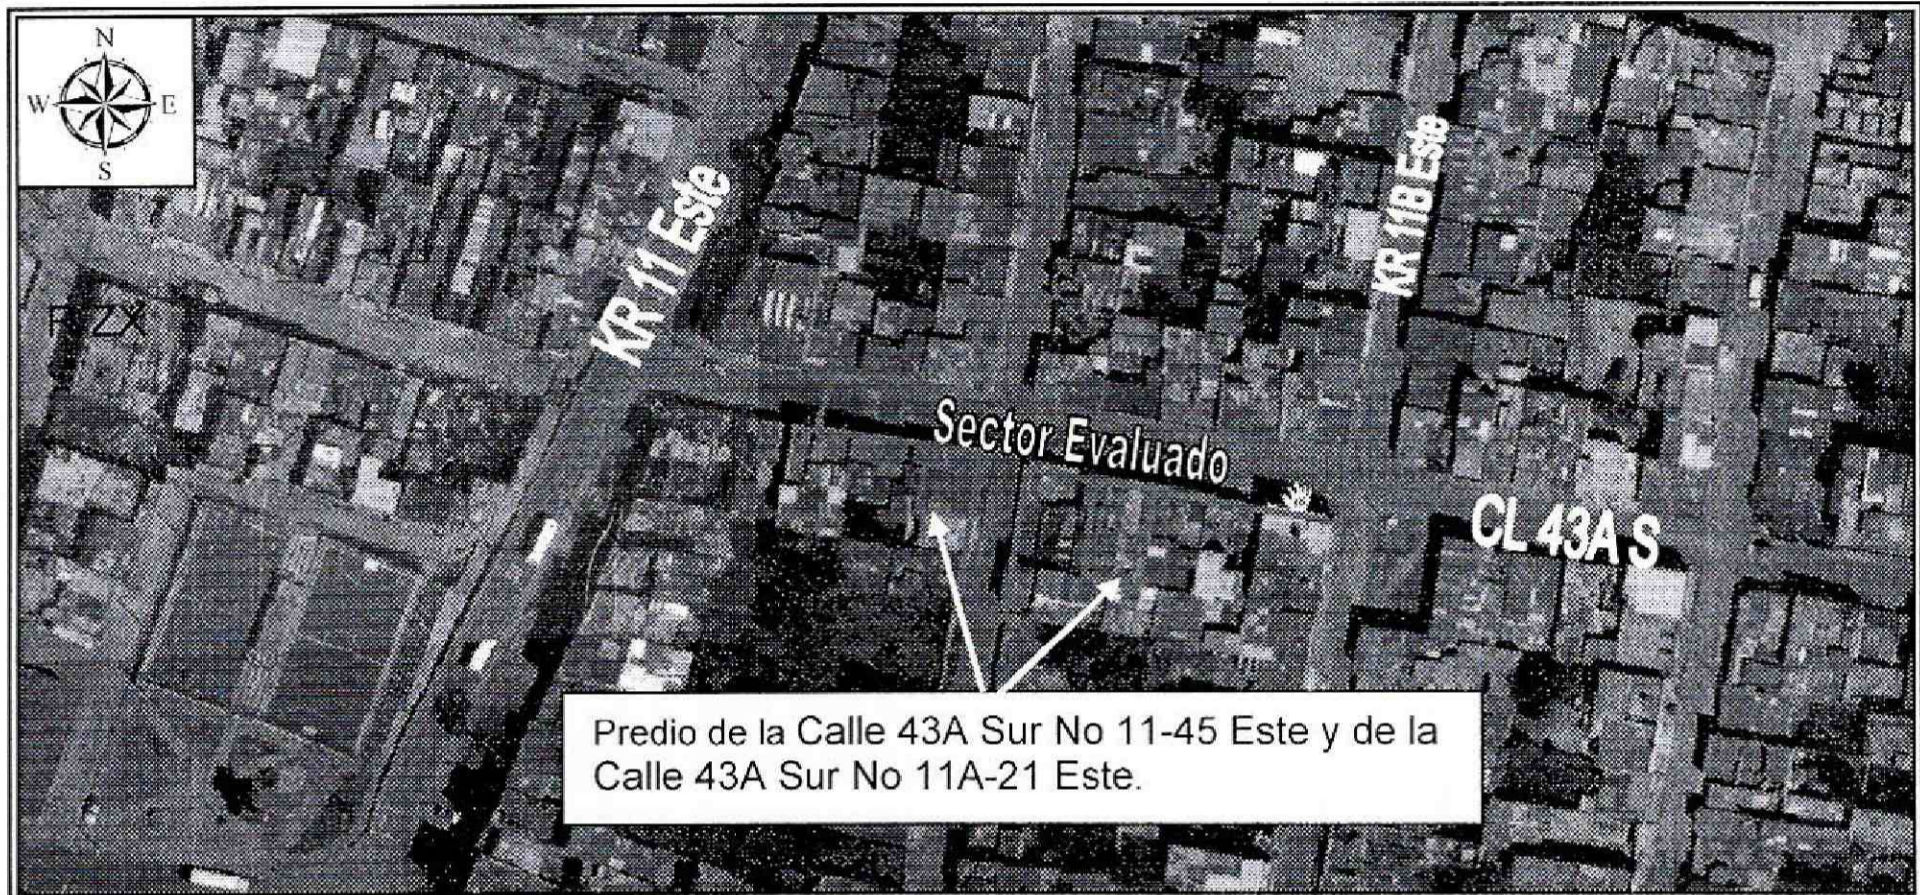 N
W E
S
KR 11 Este
KR 11B Este
Sector Evaluado
CL 43A S
Predio de la Calle 43A Sur No 11-45 Este y de la
Calle 43A Sur No 11A-21 Este.